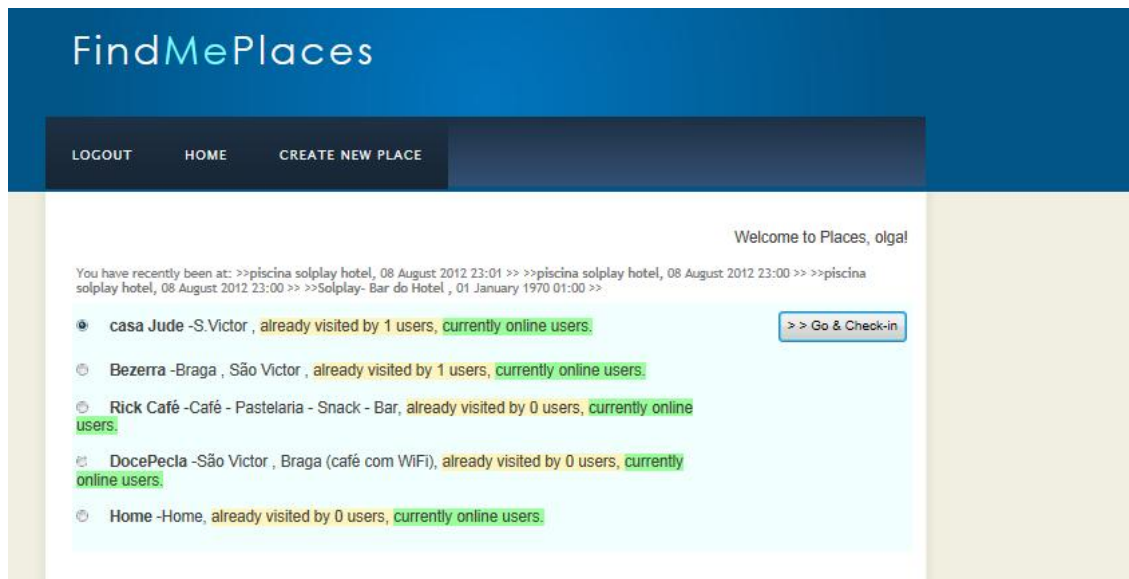 FindMePlaces
LOGOUT HOME CREATE NEW PLACE
Welcome to Places, olga!
You have recently been at: >>piscina solplay hotel, 08 August 2012 23:01 >> >>piscina solplay hotel, 08 August 2012 23:00 >> >>piscina
solplay hotel, 08 August 2012 23:00 >> >>Solplay- Bar do Hotel , 01 January 1970 01:00 >>
casa Jude -S.Victor , already visited by 1 users, currently online users.
> > Go & Check-in
Bezerra -Braga , São Victor , already visited by 1 users, currently online users.
Rick Café -Café - Pastelaria - Snack - Bar, already visited by 0 users, currently online
users.
DocePecla -São Victor , Braga (café com WiFi), already visited by 0 users, currently
online users.
Home -Home, already visited by 0 users, currently online users.